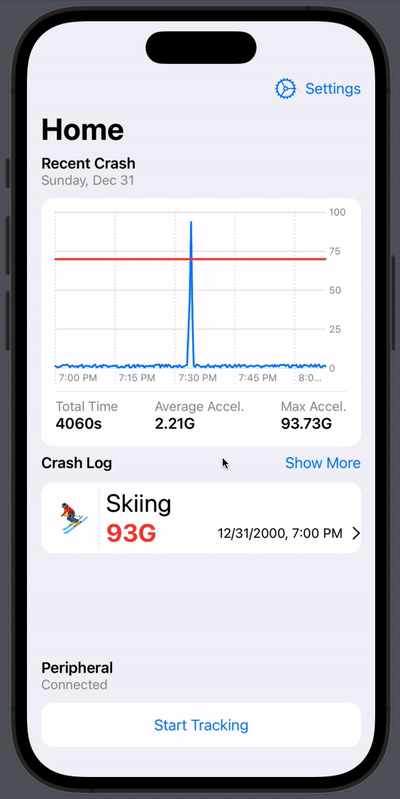 Settings
Home
Recent Crash
Sunday, Dec 31
100
75
50
25
0
7:00 PM 7:15 PM 7:30 PM 7:45 PM 8:0...
Total Time Average Accel. Max Accel.
4060s 2.21G 93.73G
Crash Log Show More
Skiing
93G 12/31/2000, 7:00 PM
Peripheral
Connected
Start Tracking